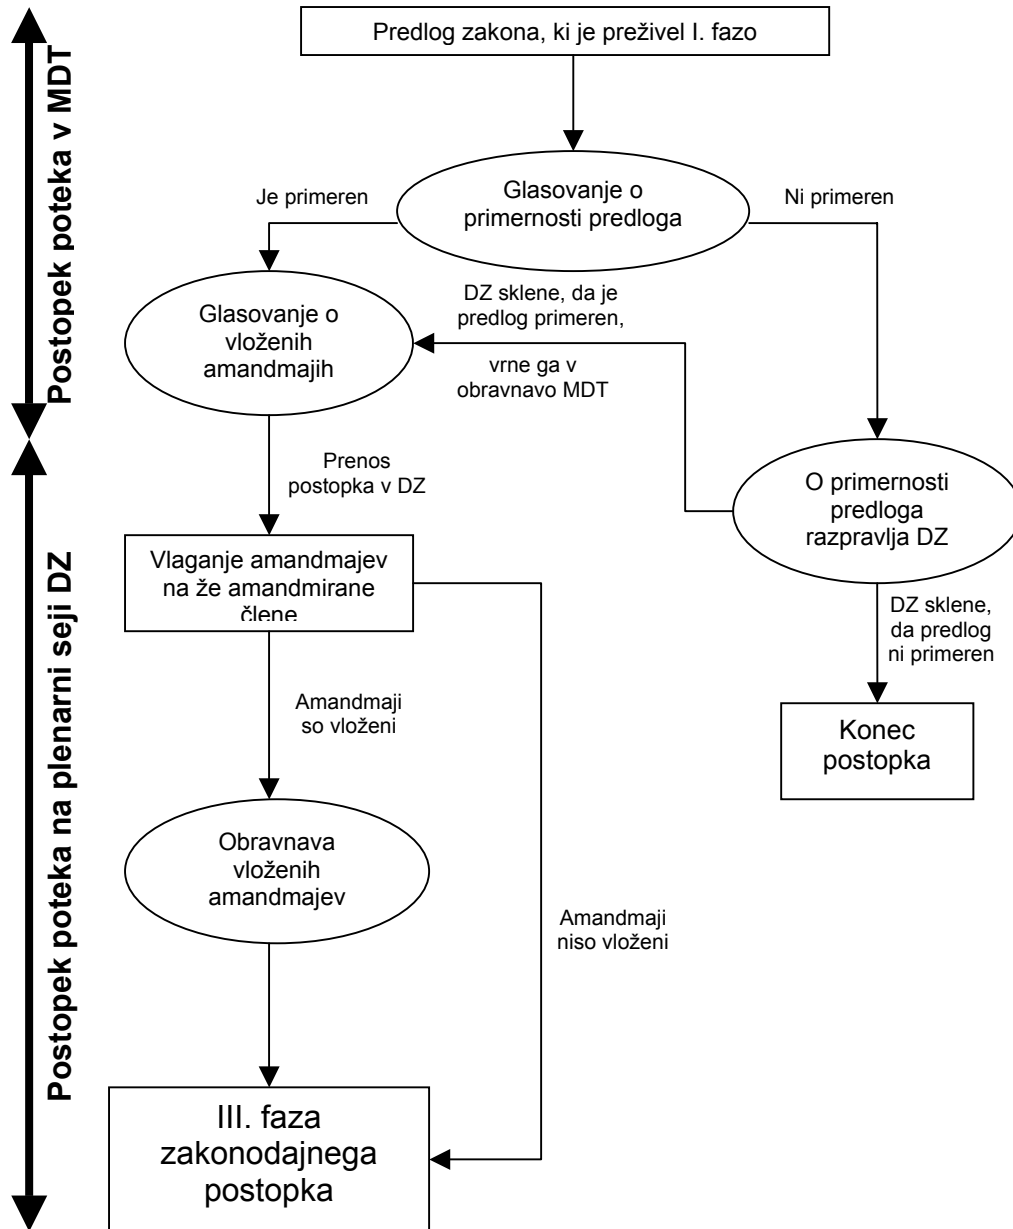 Postopek poteka v MDT
Predlog zakona, ki je preživel I. fazo
Glasovanje o
primernosti predloga
Je primeren
Ni primeren
Glasovanje o
vloženih
amandmajih
DZ sklene, da je
predlog primeren,
vrne ga v
obravnavo MDT
Prenos
postopka v DZ
O primernosti
predloga
razpravlja DZ
Postopek poteka na plenarni seji DZ
Vlaganje amandmajev
na že amandmirane
člene
DZ sklene,
da predlog
ni primeren
Amandmaji
so vloženi
Konec
postopka
Obravnava
vloženih
amandmajev
Amandmaji
niso vloženi
III. faza
zakonodajnega
postopka